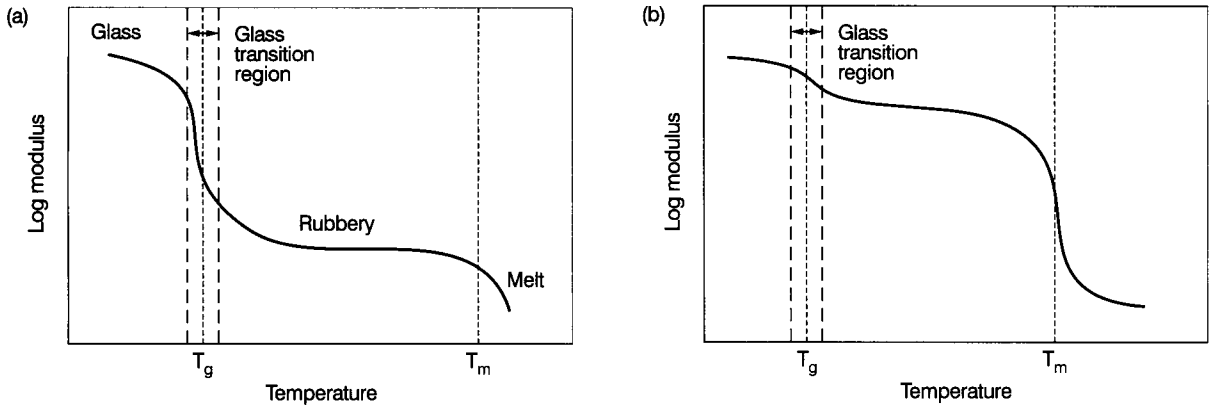 (a)
Glass
Glass
transition
region
Log modulus
Rubbery
Melt
Tg
Tm
Temperature
(b)
Glass
transition
region
Log modulus
Tg
Tm
Temperature